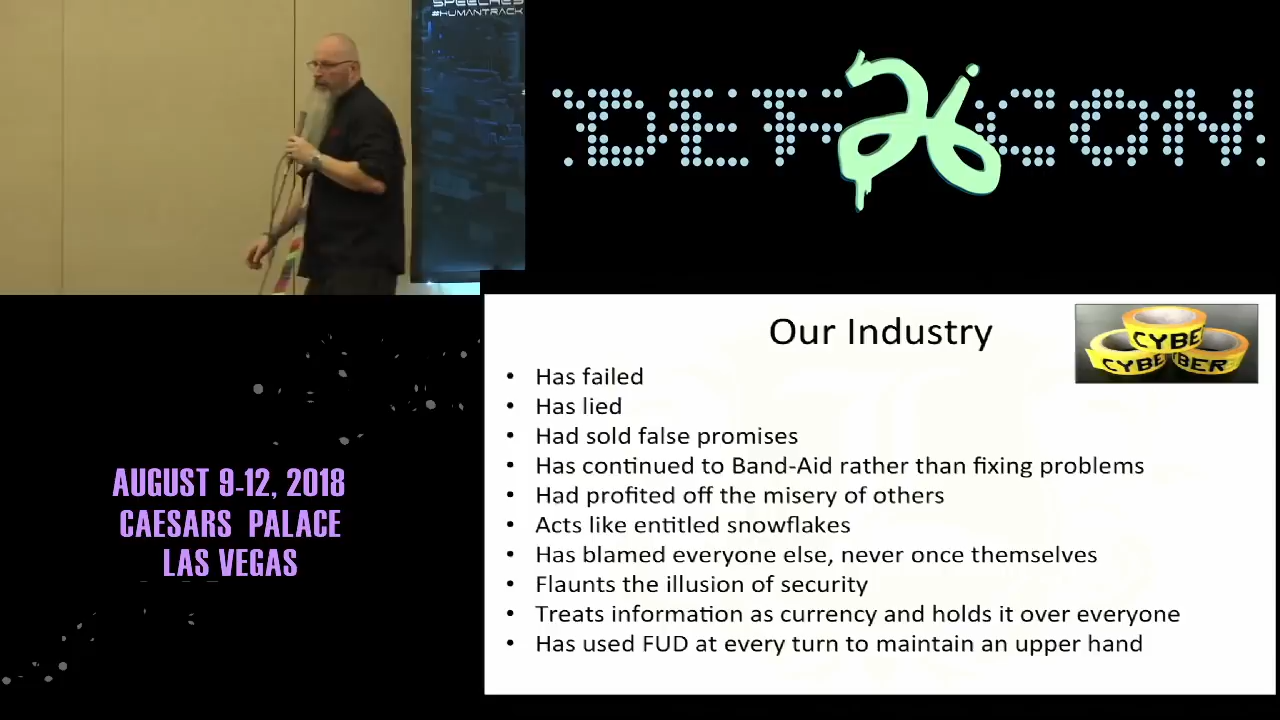 SPEECHES
#HUMANTRACK
DEF 26 CON
Our Industry
CYBER
CYBE
BER
• Has failed
• Has lied
• Had sold false promises
• Has continued to Band-Aid rather than fixing problems
• Had profited off the misery of others
• Acts like entitled snowflakes
• Has blamed everyone else, never once themselves
• Flaunts the illusion of security
• Treats information as currency and holds it over everyone
• Has used FUD at every turn to maintain an upper hand
AUGUST 9-12, 2018
CAESARS PALACE
LAS VEGAS